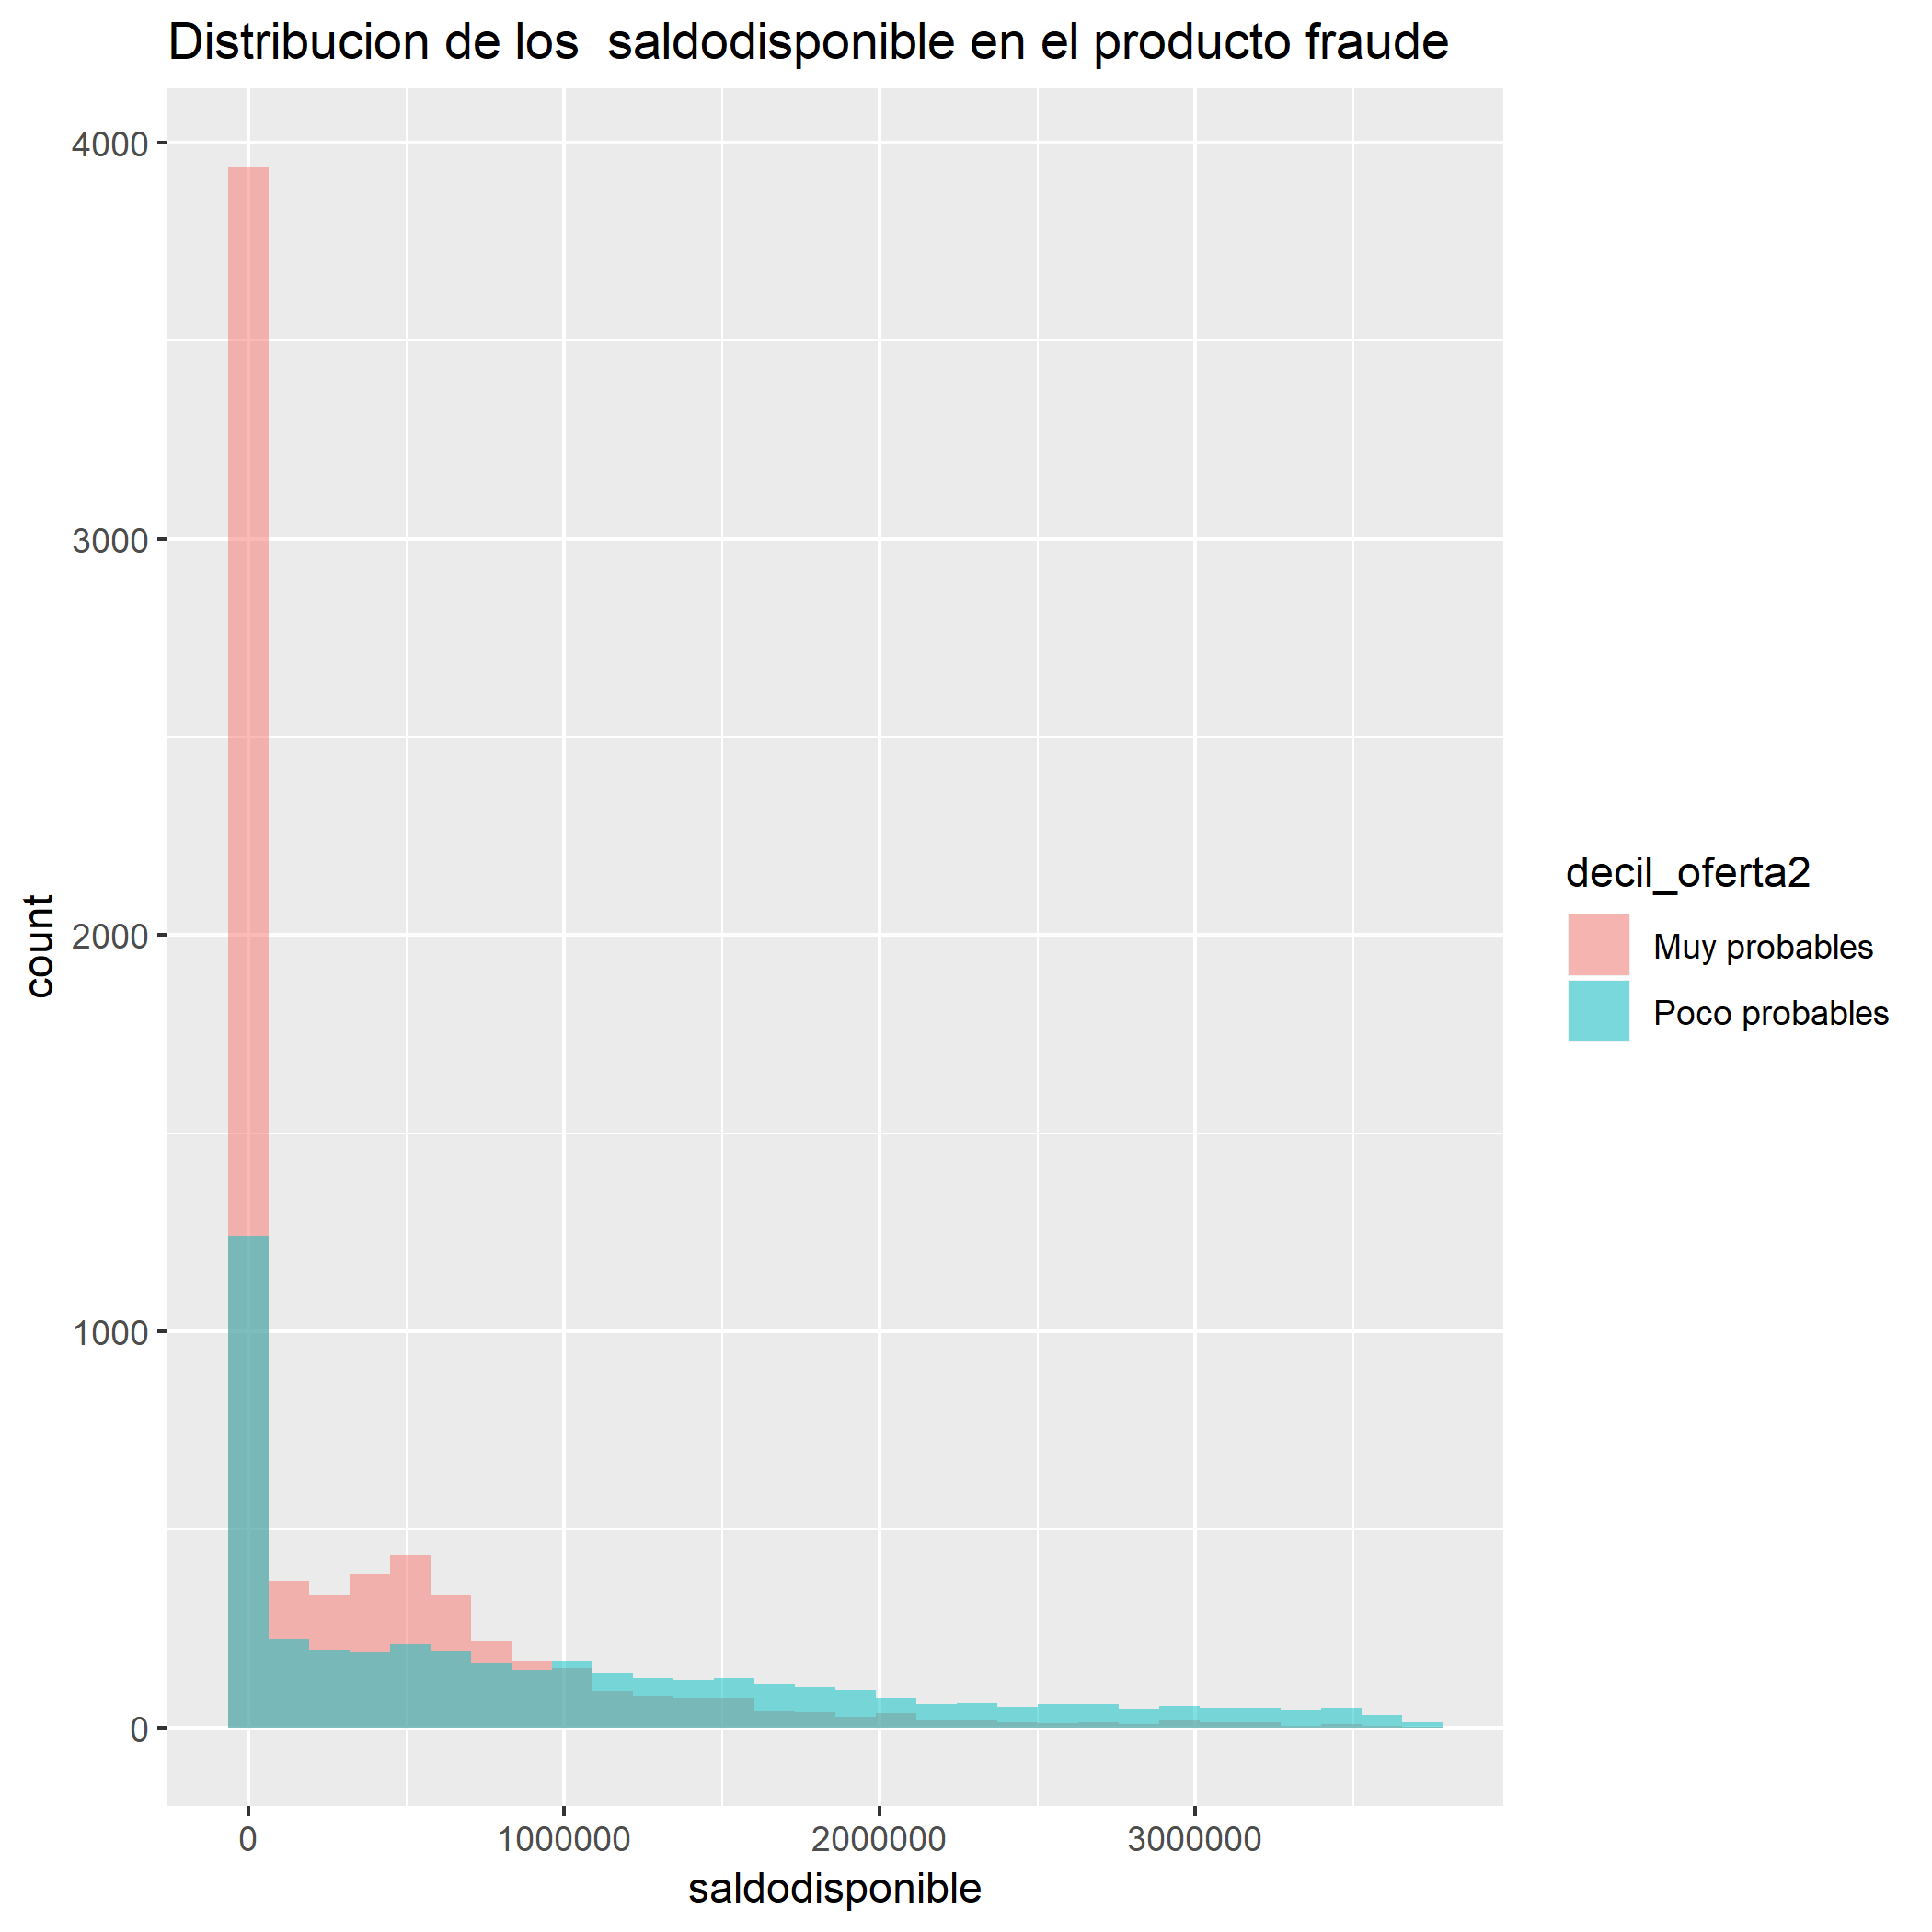 Distribucion de los  saldodisponible en el producto fraude
4000
3000
2000
1000
0
count
0 1000000 2000000 3000000
saldodisponible
decil_oferta2
Muy probables
Poco probables